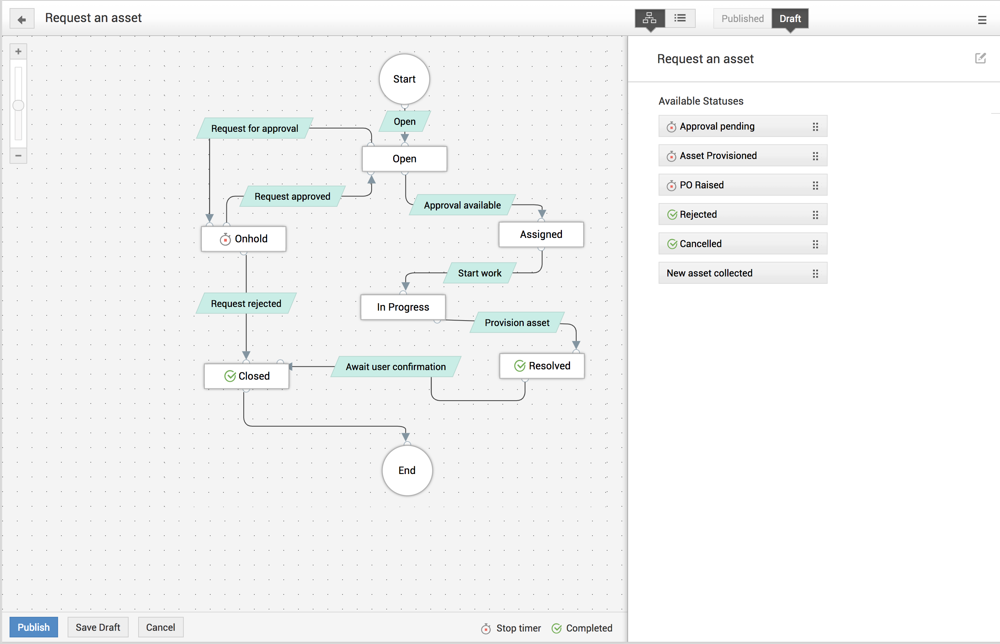 Request an asset
Published
Draft
Start
Open
Request for approval
Open
Request approved
Approval available
Onhold
Assigned
Start work
Request rejected
In Progress
Provision asset
Await user confirmation
Resolved
Closed
End
Request an asset
Available Statuses
Approval pending
Asset Provisioned
PO Raised
Rejected
Cancelled
New asset collected
Publish
Save Draft
Cancel
Stop timer
Completed